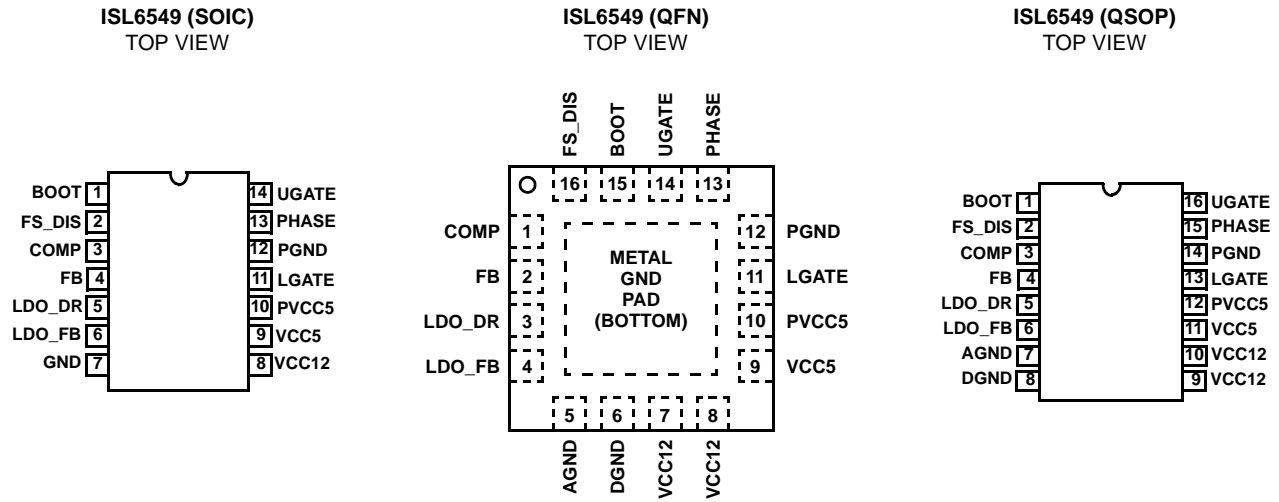 ISL6549 (SOIC)
TOP VIEW
BOOT 1
FS_DIS 2
COMP 3
FB 4
LDO_DR 5
LDO_FB 6
GND 7
14 UGATE
13 PHASE
12 PGND
11 LGATE
10 PVCC5
9 VCC5
8 VCC12
ISL6549 (QFN)
TOP VIEW
FS_DIS
BOOT
UGATE
PHASE
16 15 14 13
COMP 1
FB 2
LDO_DR 3
LDO_FB 4
METAL
GND
PAD
(BOTTOM)
12 PGND
11 LGATE
10 PVCC5
9 VCC5
5 6 7 8
AGND
DGND
VCC12
VCC12
ISL6549 (QSOP)
TOP VIEW
BOOT 1
FS_DIS 2
COMP 3
FB 4
LDO_DR 5
LDO_FB 6
AGND 7
DGND 8
16 UGATE
15 PHASE
14 PGND
13 LGATE
12 PVCC5
11 VCC5
10 VCC12
9 VCC12